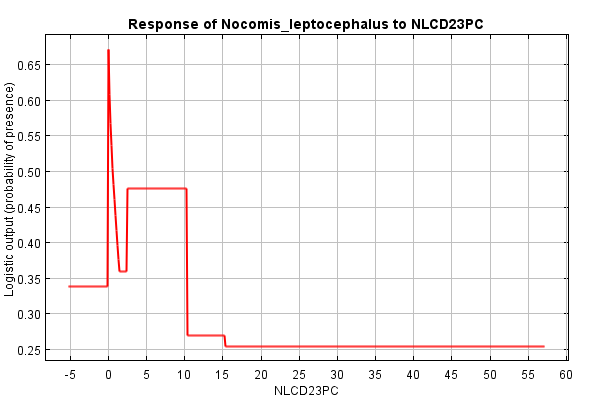 Response of Nocomis_leptocephalus to NLCD23PC
Logistic output (probability of presence)
0.65
0.60
0.55
0.50
0.45
0.40
0.35
0.30
0.25
-5 0 5 10 15 20 25 30 35 40 45 50 55 60
NLCD23PC